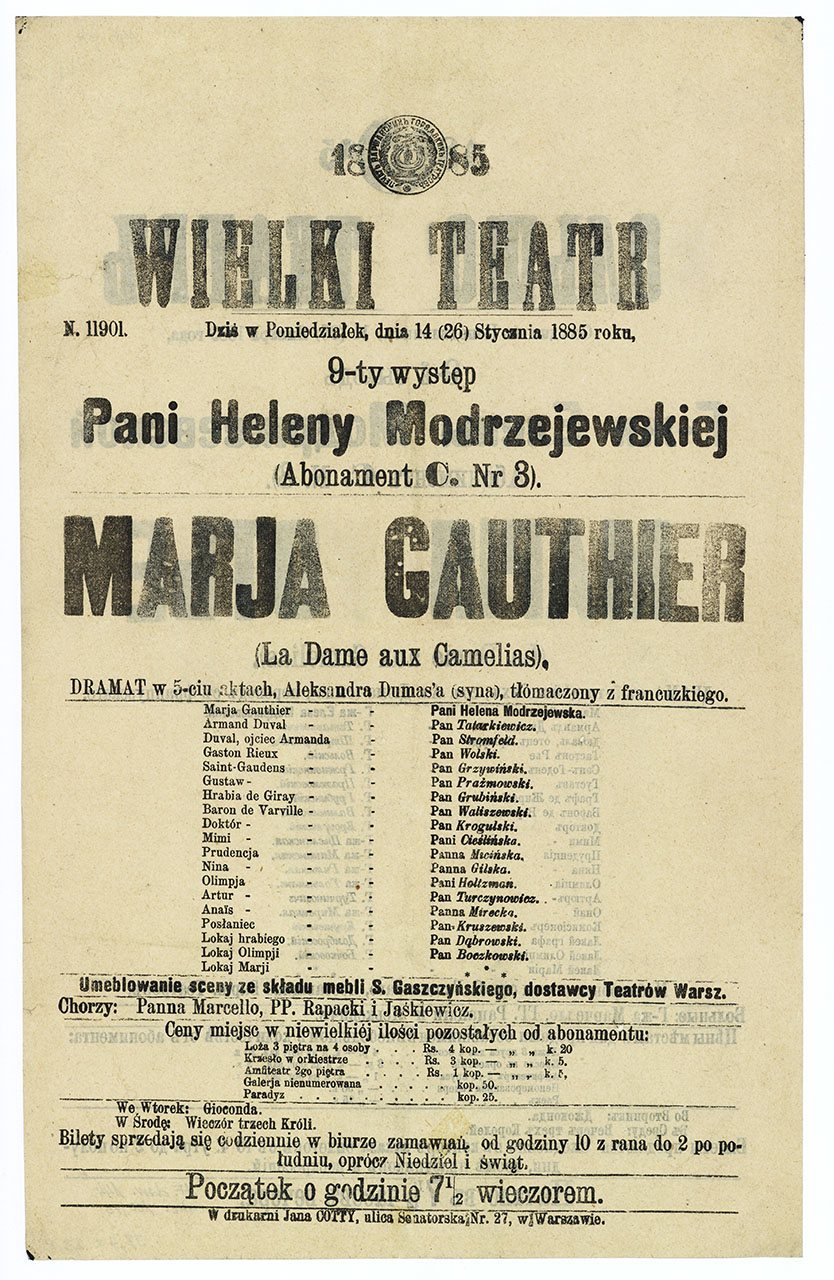 1885
WIELKI TEATR
N. 11901. Dziś w Poniedziałek, dnia 14 (26) Stycznia 1885 roku,
9-ty występ
Pani Heleny Modrzejewskiej
(Abonament C. Nr 3).
MARJA GAUTHIER
(La Dame aux Camelias),
DRAMAT w 5-ciu aktach, Aleksandra Dumas'a (syna), tłómaczony z francuzkiego.
Marja Gauthier - - Pani Helena Modrzejewska.
Armand Duval - - Pan Tatarkiewicz.
Duval, ojciec Armanda - Pan Stromfeld.
Gaston Rieux - - Pan Wolski.
Saint-Gaudens - - Pan Grzywiński.
Gustaw - - - Pan Prażmowski.
Hrabia de Giray - - Pan Grubiński.
Baron de Varville - - Pan Waliszewski.
Doktór - - - Pan Krogulski.
Mimi - - - Pani Cieślińska.
Prudencja - - Panna Micińska.
Nina - - - Panna Gilska.
Olimpja - - Pani Holtzman.
Artur - - - Pan Turczynowicz.
Anaïs - - - Panna Mirecka.
Posłaniec - - Pan Kruszewski.
Lokaj hrabiego - - Pan Dąbrowski.
Lokaj Olimpji - - Pan Boczkowski.
Lokaj Marji - - * * *
Umeblowanie sceny ze składu mebli S. Gaszczyńskiego, dostawcy Teatrów Warsz.
Chorzy: Panna Marcello, PP. Rapacki i Jaśkiewicz.
Ceny miejsc w niewielkiéj ilości pozostałych od abonamentu:
Loża 3 piętra na 4 osoby . . . Rs. 4 kop. — „ „ k. 20
Krzesło w orkiestrze . . . . Rs. 3 kop. — „ „ k. 5.
Amfiteatr 2go piętra . . . . Rs. 1 kop. — „ „ k. 5,
Galerja nienumerowana . . . . . kop. 50.
Paradyz . . . . . . . . kop. 25.
We Wtorek: Gioconda.
W Środę: Wieczór trzech Króli.
Bilety sprzedają się codziennie w biurze zamawiań, od godziny 10 z rana do 2 po po-
łudniu, oprócz Niedziel i świąt.
Początek o godzinie 7½ wieczorem.
W drukarni Jana COTTY, ulica Senatorska Nr. 27, w Warszawie.